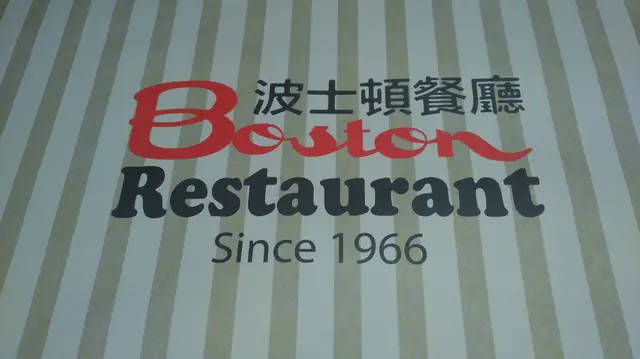 波士頓餐廳
Boston
Restaurant
Since 1966